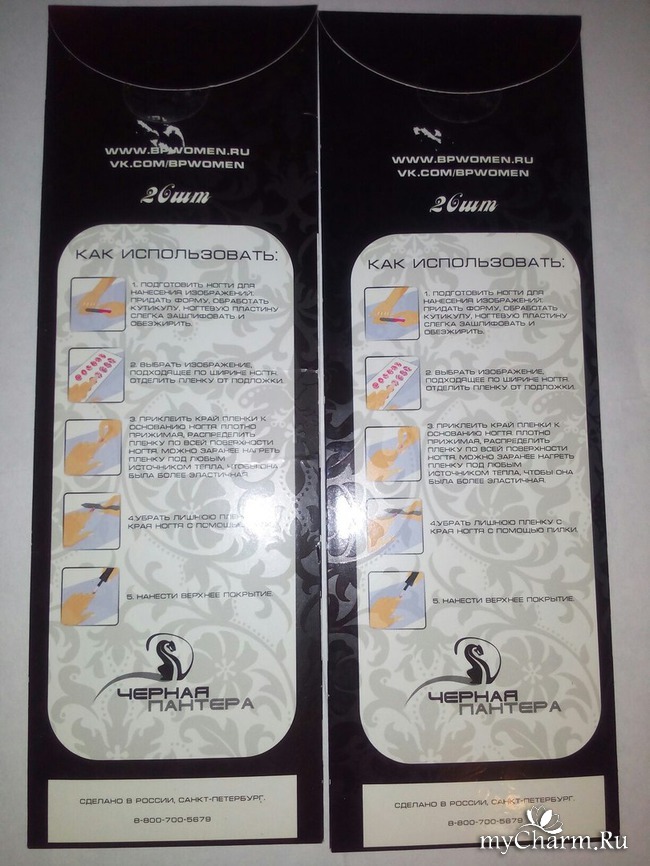 WWW.BPWOMEN.RU
VK.COM/BPWOMEN
26шт
КАК ИСПОЛЬЗОВАТЬ:
1. ПОДГОТОВИТЬ НОГТИ ДЛЯ
НАНЕСЕНИЯ ИЗОБРАЖЕНИЙ:
ПРИДАТЬ ФОРМУ, ОБРАБОТАТЬ
КУТИКУЛУ, НОГТЕВУЮ ПЛАСТИНУ
СЛЕГКА ЗАШЛИФОВАТЬ И
ОБЕЗЖИРИТЬ.
2. ВЫБРАТЬ ИЗОБРАЖЕНИЕ,
ПОДХОДЯЩЕЕ ПО ШИРИНЕ НОГТЯ.
ОТДЕЛИТЬ ПЛЕНКУ ОТ ПОДЛОЖКИ.
3. ПРИКЛЕИТЬ КРАЙ ПЛЕНКИ К
ОСНОВАНИЮ НОГТЯ. ПЛОТНО
ПРИЖИМАЯ, РАСПРЕДЕЛИТЬ
ПЛЕНКУ ПО ВСЕЙ ПОВЕРХНОСТИ
НОГТЯ. МОЖНО ЗАРАНЕЕ НАГРЕТЬ
ПЛЕНКУ ПОД ЛЮБЫМ
ИСТОЧНИКОМ ТЕПЛА, ЧТОБЫ ОНА
БЫЛА БОЛЕЕ ЭЛАСТИЧНАЯ.
4.УБРАТЬ ЛИШНЮЮ ПЛЕНК
КРАЯ НОГТЯ С ПОМОЩЬЮ
5. НАНЕСТИ ВЕРХНЕЕ ПОКРЫТИЕ.
ЧЕРНАЯ
ПАНТЕРА
СДЕЛАНО В РОССИИ, САНКТ-ПЕТЕРБУРГ.
8-800-700-5679
WWW.BPWOMEN.RU
VK.COM/BPWOMEN
26шт
КАК ИСПОЛЬЗОВАТЬ:
1. ПОДГОТОВИТЬ НОГТИ ДЛЯ
НАНЕСЕНИЯ ИЗОБРАЖЕНИЙ:
ПРИДАТЬ ФОРМУ, ОБРАБОТАТЬ
КУТИКУЛУ, НОГТЕВУЮ ПЛАСТИНУ
СЛЕГКА ЗАШЛИФОВАТЬ И
ОБЕЗЖИРИТЬ.
2. ВЫБРАТЬ ИЗОБРАЖЕНИЕ,
ПОДХОДЯЩЕЕ ПО ШИРИНЕ НОГТЯ.
ОТДЕЛИТЬ ПЛЕНКУ ОТ ПОДЛОЖКИ.
3. ПРИКЛЕИТЬ КРАЙ ПЛЕНКИ К
ОСНОВАНИЮ НОГТЯ. ПЛОТНО
ПРИЖИМАЯ, РАСПРЕДЕЛИТЬ
ПЛЕНКУ ПО ВСЕЙ ПОВЕРХНОСТИ
НОГТЯ. МОЖНО ЗАРАНЕЕ НАГРЕТЬ
ПЛЕНКУ ПОД ЛЮБЫМ
ИСТОЧНИКОМ ТЕПЛА, ЧТОБЫ ОНА
БЫЛА БОЛЕЕ ЭЛАСТИЧНАЯ.
4.УБРАТЬ ЛИШНЮЮ ПЛЕНКУ С
КРАЯ НОГТЯ С ПОМОЩЬЮ ПИЛКИ.
5. НАНЕСТИ ВЕРХНЕЕ ПОКРЫТИЕ.
ЧЕРНАЯ
ПАНТЕРА
СДЕЛАНО В РОССИИ, САНКТ-ПЕТЕРБУРГ.
8-800-700-5679
myCharm.Ru